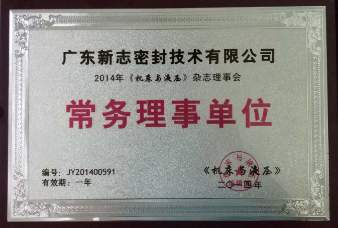 广东新志密封技术有限公司
2014年《机床与液压》杂志理事会
常务理事单位
编号：JY201400591
有效期：一年
《机床与液压》
二〇一四年